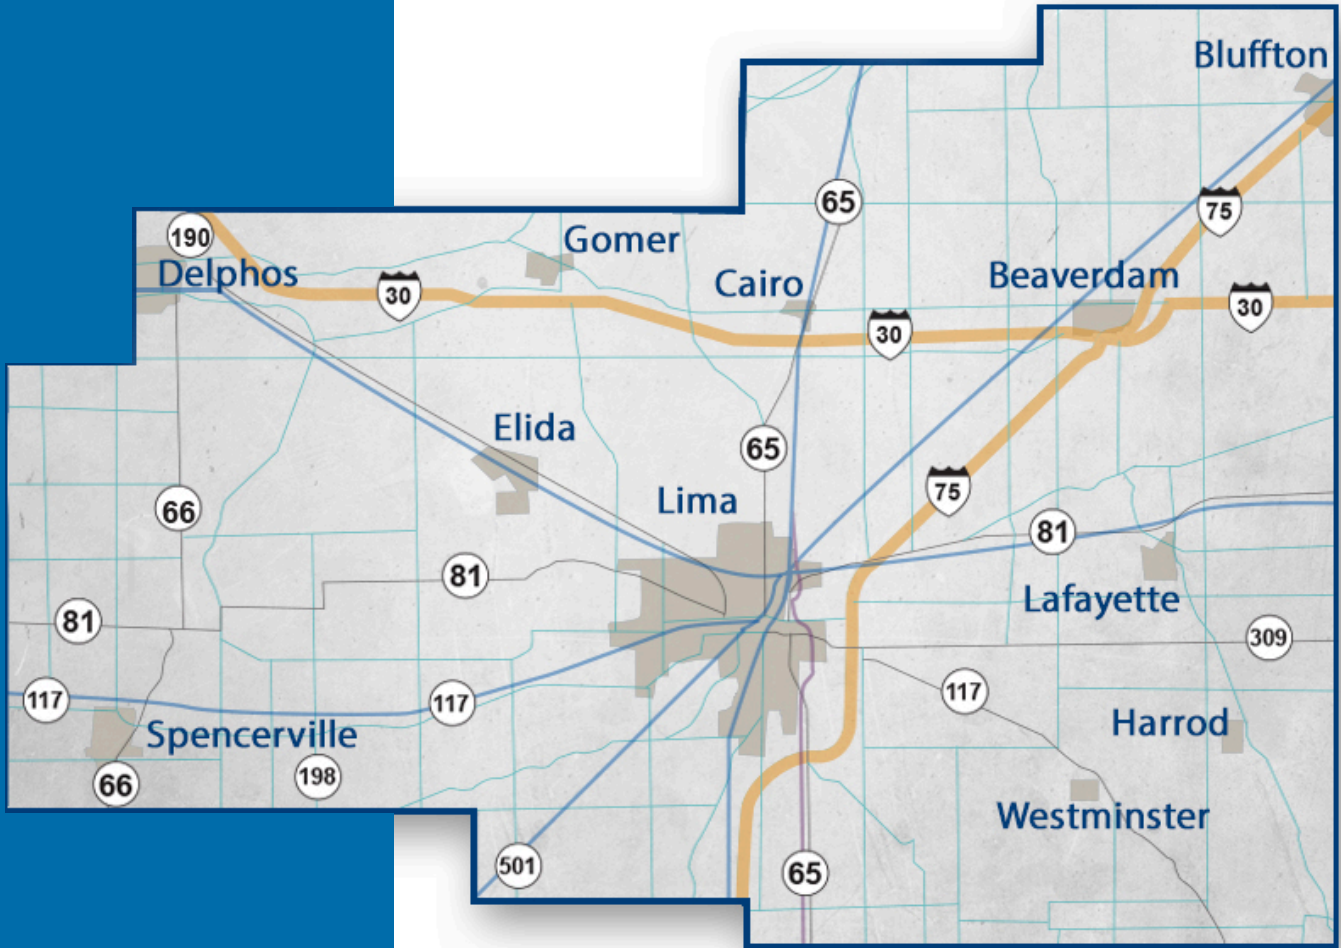 Bluffton
65
75
190
Gomer
Delphos
Cairo
Beaverdam
30
30
30
Elida
65
75
Lima
66
81
81
Lafayette
81
309
117
117
117
Spencerville
Harrod
198
66
Westminster
501
65